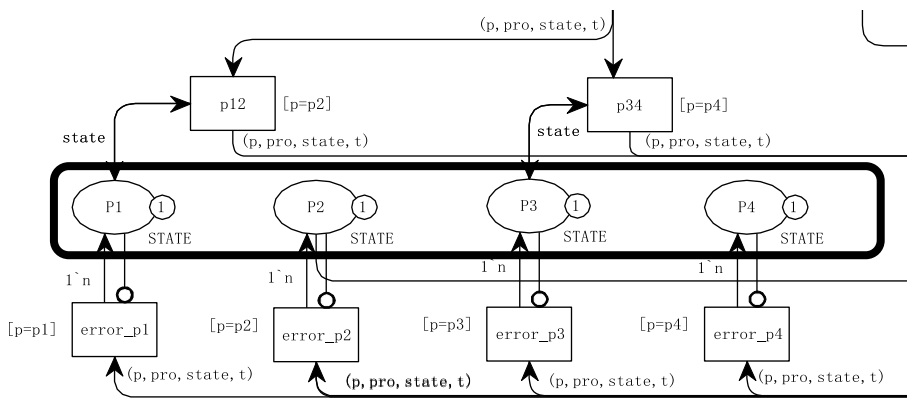 (p,pro,state,t)
p12
[p=p2]
p34
[p=p4]
state
(p,pro,state,t)
state
(p,pro,state,t)
P1
1
P2
1
P3
1
P4
1
STATE
STATE
STATE
STATE
1`n
1`n
1`n
1`n
[p=p1]
error_p1
[p=p2]
error_p2
[p=p3]
error_p3
[p=p4]
error_p4
(p,pro,state,t)
(p,pro,state,t)
(p,pro,state,t)
(p,pro,state,t)